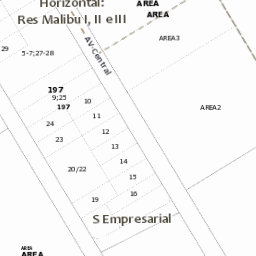 AREA
Horizontal:
AREA
Res Malibu I, II e III
AV Central
AREA3
29
5-7;27-28
197
9;25
10
197
AREA2
11
24
12
23
13
14
20/22
15
16
19
S Empresarial
AREA
AREA